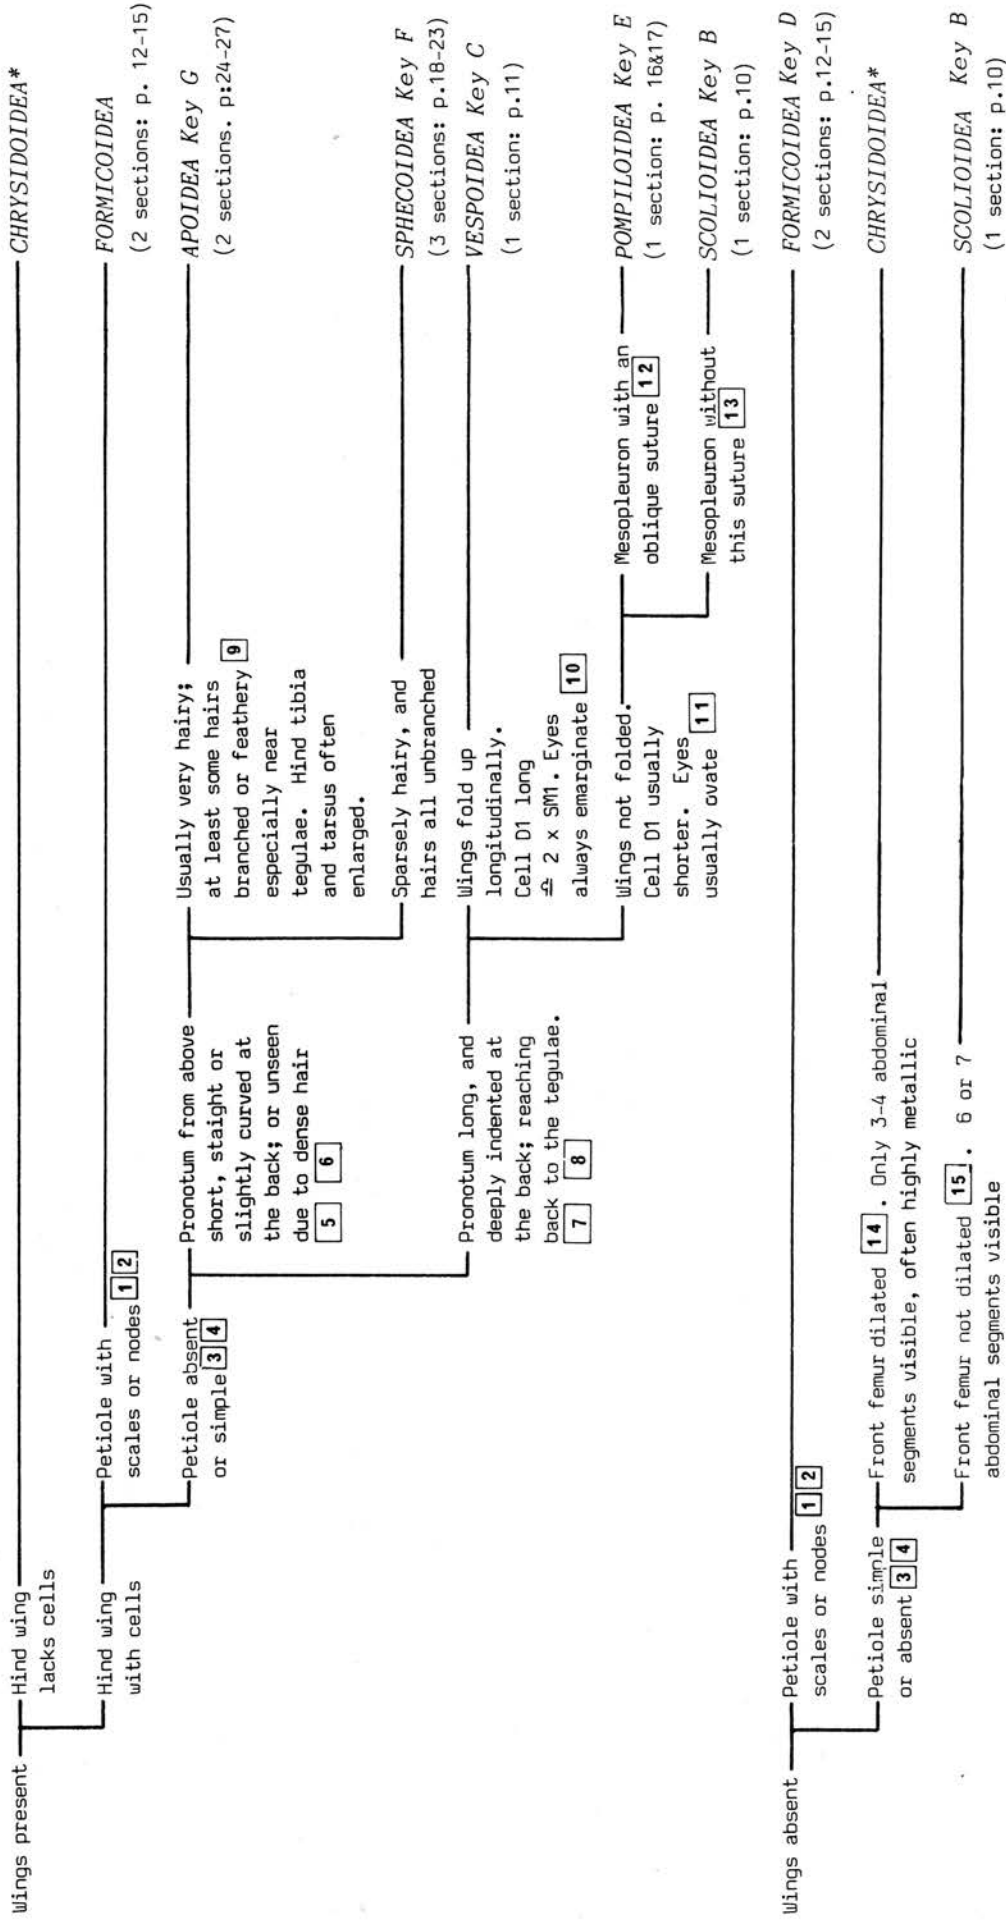 Wings present
Hind wing
lacks cells
CHRYSIDOIDEA*
Hind wing
with cells
Petiole with
scales or nodes 1 2
FORMICOIDEA
(2 sections: p. 12-15)
Petiole absent
or simple 3 4
Pronotum from above
short, staight or
slightly curved at
the back; or unseen
due to dense hair
5 6
Usually very hairy;
at least some hairs
branched or feathery 9
especially near
tegulae. Hind tibia
and tarsus often
enlarged.
APOIDEA Key G
(2 sections. p:24-27)
Sparsely hairy, and
hairs all unbranched
SPHECOIDEA Key F
(3 sections: p.18-23)
Pronotum long, and
deeply indented at
the back; reaching
back to the tegulae.
7 8
Wings fold up
longitudinally.
Cell D1 long
≏ 2 x SM1. Eyes
always emarginate 10
VESPOIDEA Key C
(1 section: p.11)
Wings not folded.
Cell D1 usually
shorter. Eyes
usually ovate 11
Mesopleuron with an
oblique suture 12
POMPILOIDEA Key E
(1 section: p. 16&17)
Mesopleuron without
this suture 13
SCOLIOIDEA Key B
(1 section: p.10)
Wings absent
Petiole with
scales or nodes 1 2
FORMICOIDEA Key D
(2 sections: p.12-15)
Petiole simple
or absent 3 4
Front femur dilated 14. Only 3-4 abdominal
segments visible, often highly metallic
CHRYSIDOIDEA*
Front femur not dilated 15. 6 or 7
abdominal segments visible
SCOLIOIDEA Key B
(1 section: p.10)